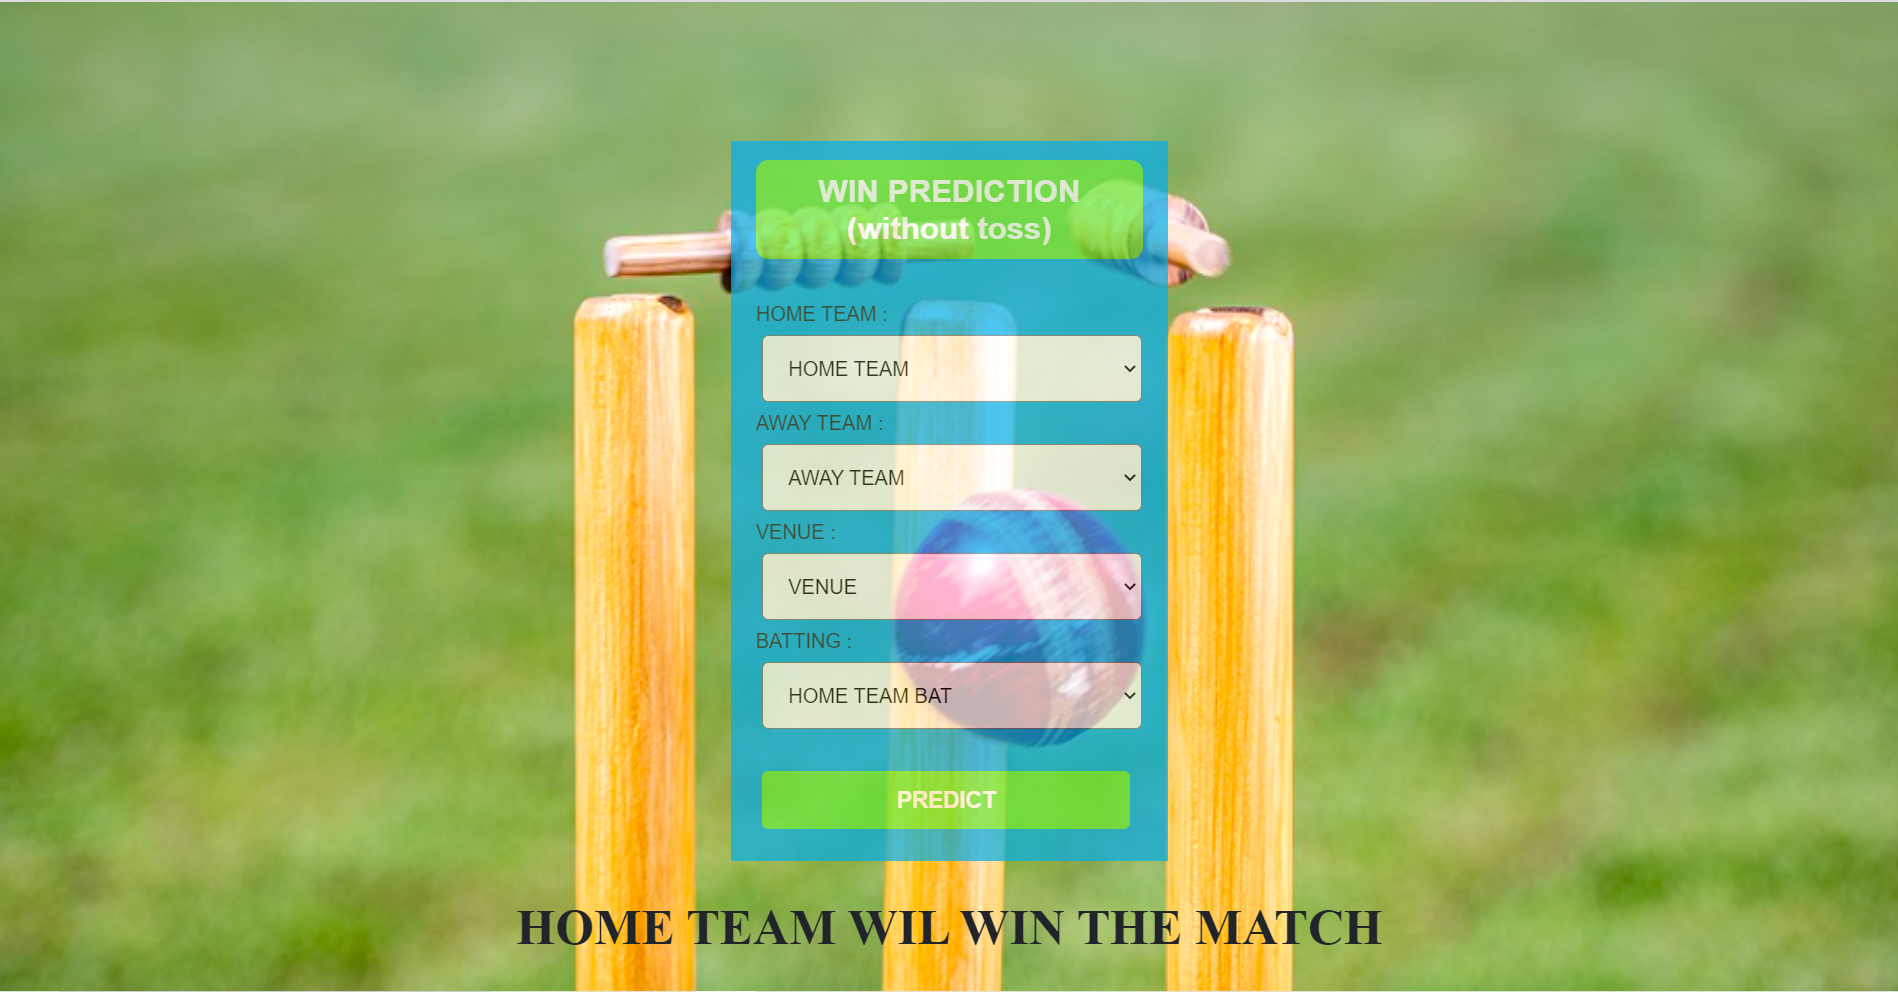 WIN PREDICTION
(without toss)
HOME TEAM :
HOME TEAM
AWAY TEAM :
AWAY TEAM
VENUE :
VENUE
BATTING :
HOME TEAM BAT
PREDICT
HOME TEAM WIL WIN THE MATCH